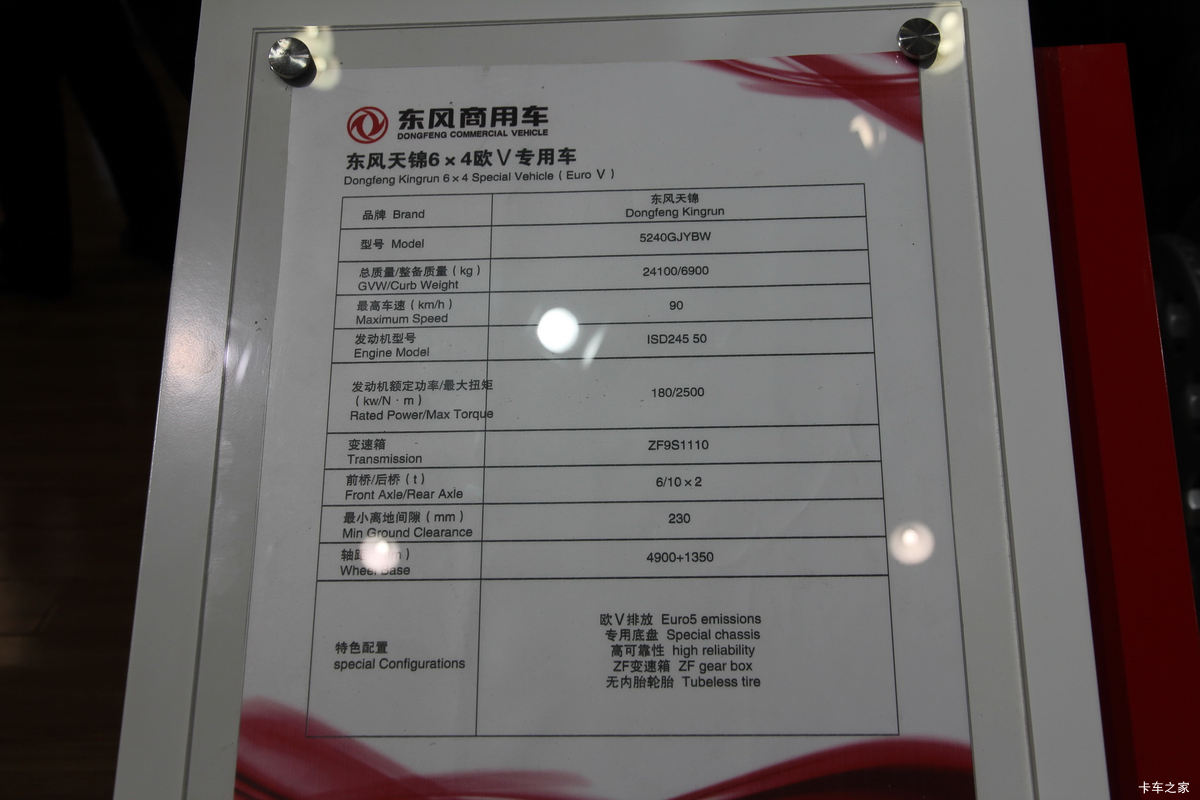 东风商用车
DONGFENG COMMERCIAL VEHICLE
东风天锦6×4欧Ⅴ专用车
Dongfeng Kingrun 6×4 Special Vehicle（Euro Ⅴ）
品牌 Brand
东风天锦
Dongfeng Kingrun
型号 Model
5240GJYBW
总质量/整备质量（kg）
GVW/Curb Weight
24100/6900
最高车速（km/h）
Maximum Speed
90
发动机型号
Engine Model
ISD245 50
发动机额定功率/最大扭矩
（kw/N·m）
Rated Power/Max Torque
180/2500
变速箱
Transmission
ZF9S1110
前桥/后桥（t）
Front Axle/Rear Axle
6/10×2
最小离地间隙（mm）
Min Ground Clearance
230
轴距 m）
Wheel Base
4900+1350
特色配置
special Configurations
欧Ⅴ排放 Euro5 emissions
专用底盘 Special chassis
高可靠性 high reliability
ZF变速箱 ZF gear box
无内胎轮胎 Tubeless tire
卡车之家